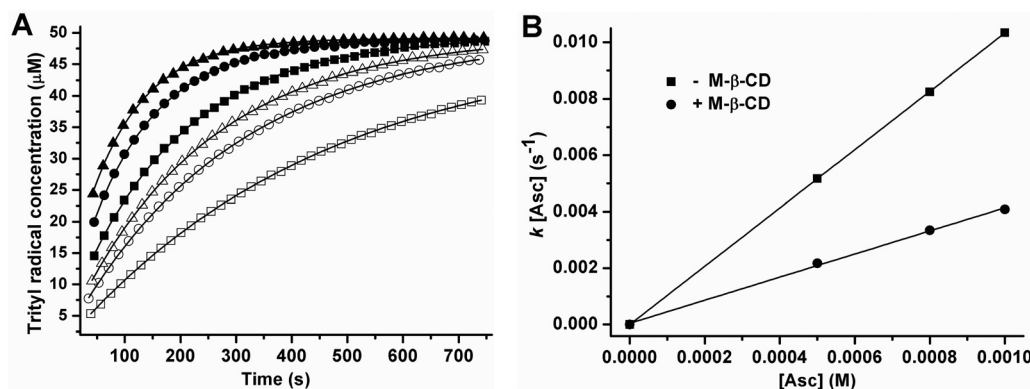 A
Trityl radical concentration (μM)
50
45
40
35
30
25
20
15
10
5
100 200 300 400 500 600 700
Time (s)
B
k [Asc] (s⁻¹)
0.010
0.008
0.006
0.004
0.002
0.000
- M-β-CD
+ M-β-CD
0.0000 0.0002 0.0004 0.0006 0.0008 0.0010
[Asc] (M)